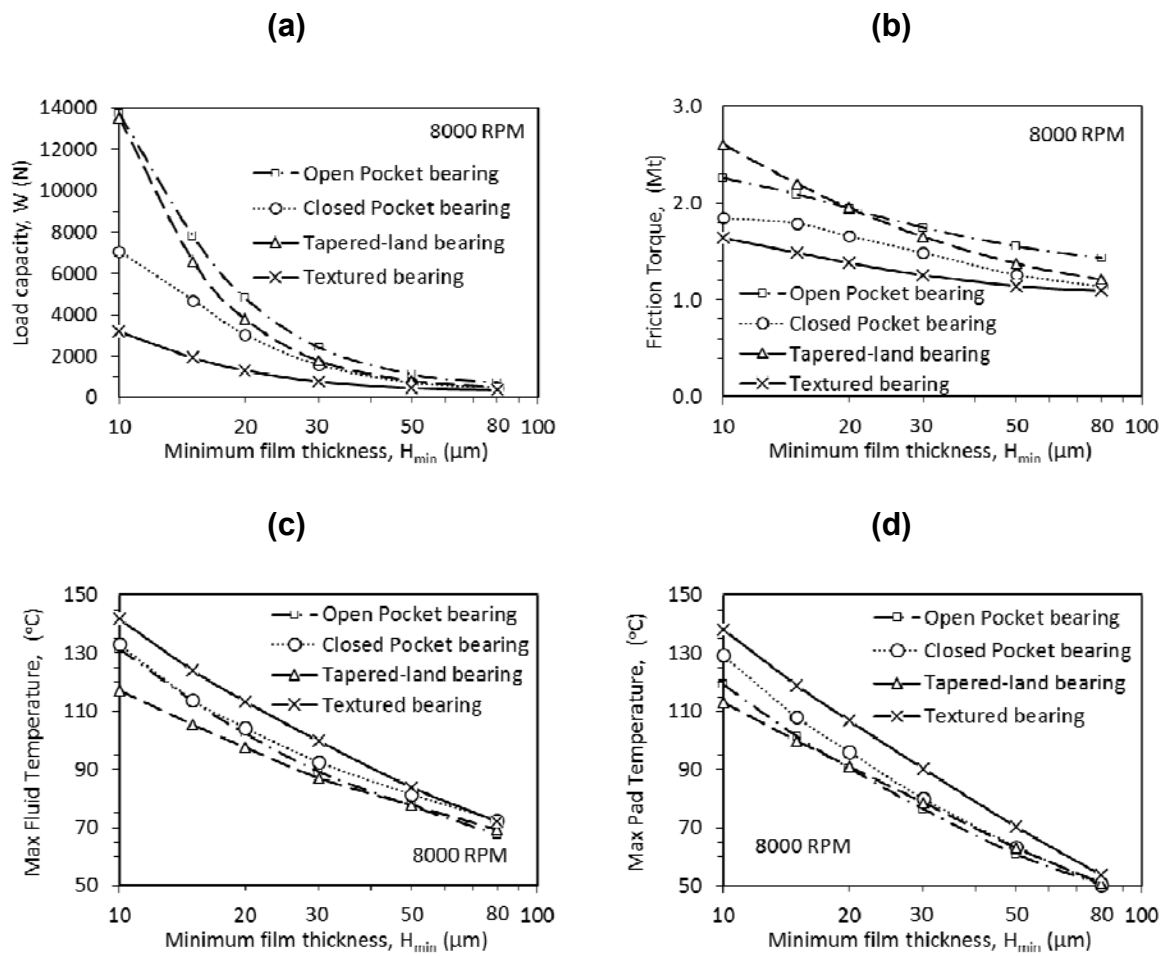 (a)
Load capacity, W (N)
14000
12000
10000
8000
6000
4000
2000
0
8000 RPM
Open Pocket bearing
Closed Pocket bearing
Tapered-land bearing
Textured bearing
10 20 30 50 80 100
Minimum film thickness, Hmin (µm)
(b)
Friction Torque, (Mt)
3.0
2.0
1.0
0.0
8000 RPM
Open Pocket bearing
Closed Pocket bearing
Tapered-land bearing
Textured bearing
10 20 30 50 80 100
Minimum film thickness, Hmin (µm)
(c)
Max Fluid Temperature, (°C)
150
130
110
90
70
50
Open Pocket bearing
Closed Pocket bearing
Tapered-land bearing
Textured bearing
8000 RPM
10 20 30 50 80 100
Minimum film thickness, Hmin (µm)
(d)
Max Pad Temperature, (°C)
150
130
110
90
70
50
Open Pocket bearing
Closed Pocket bearing
Tapered-land bearing
Textured bearing
8000 RPM
10 20 30 50 80 100
Minimum film thickness, Hmin (µm)